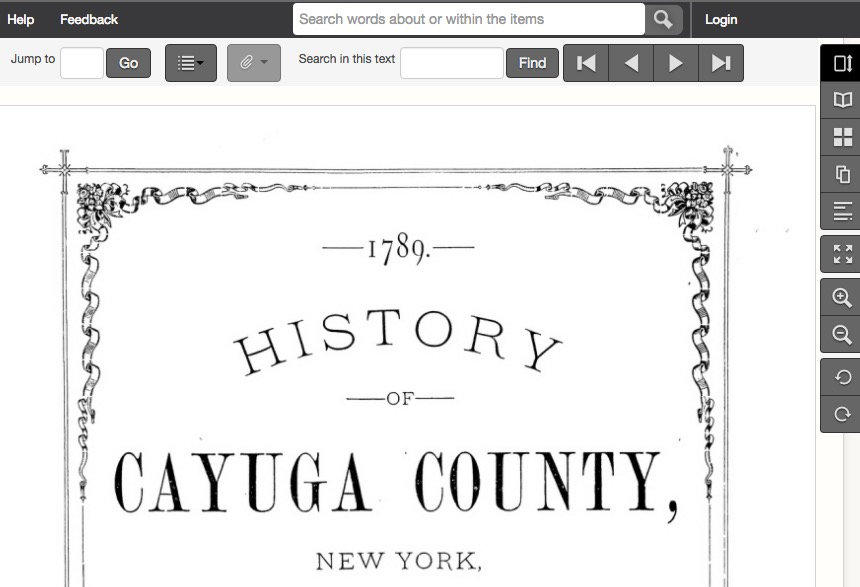 Help Feedback Search words about or within the items Login
Jump to Go Search in this text Find
1789.
HISTORY
OF
CAYUGA COUNTY,
NEW YORK,